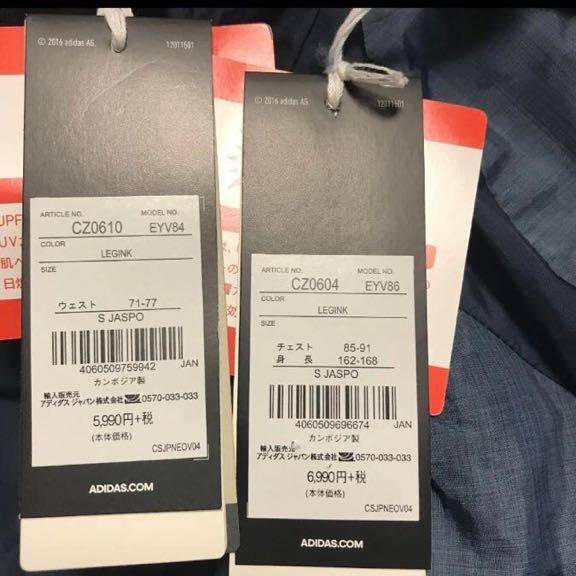 © 2016 adidas AG. 12011501
ARTICLE NO. MODEL NO.
CZ0610 EYV84
COLOR
LEGINK
SIZE
ウェスト 71-77
S JASPO
4060509759942 JAN
カンボジア製
輸入販売元
アディダス ジャパン株式会社 0570-033-033
5,990円+税
(本体価格)
CSJPNEOV04
ADIDAS.COM
© 2016 adidas AG. 12011501
ARTICLE NO. MODEL NO.
CZ0604 EYV86
COLOR
LEGINK
SIZE
チェスト 85-91
身 長 162-168
S JASPO
4060509696674 JAN
カンボジア製
輸入販売元
アディダス ジャパン株式会社 0570-033-033
6,990円+税
(本体価格)
CSJPNEOV04
ADIDAS.COM
UPF
UV
肌へ
日焼